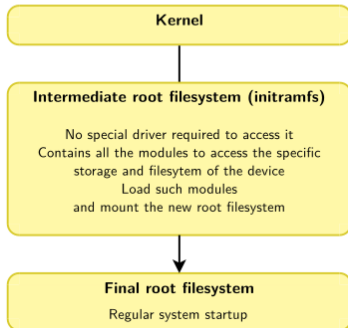 Kernel
Intermediate root filesystem (initramfs)
No special driver required to access it
Contains all the modules to access the specific
storage and filesytem of the device
Load such modules
and mount the new root filesystem
Final root filesystem
Regular system startup